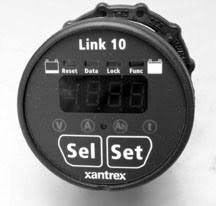 Link 10
Reset Data Lock Func
V A Ah t
Sel Set
xantrex